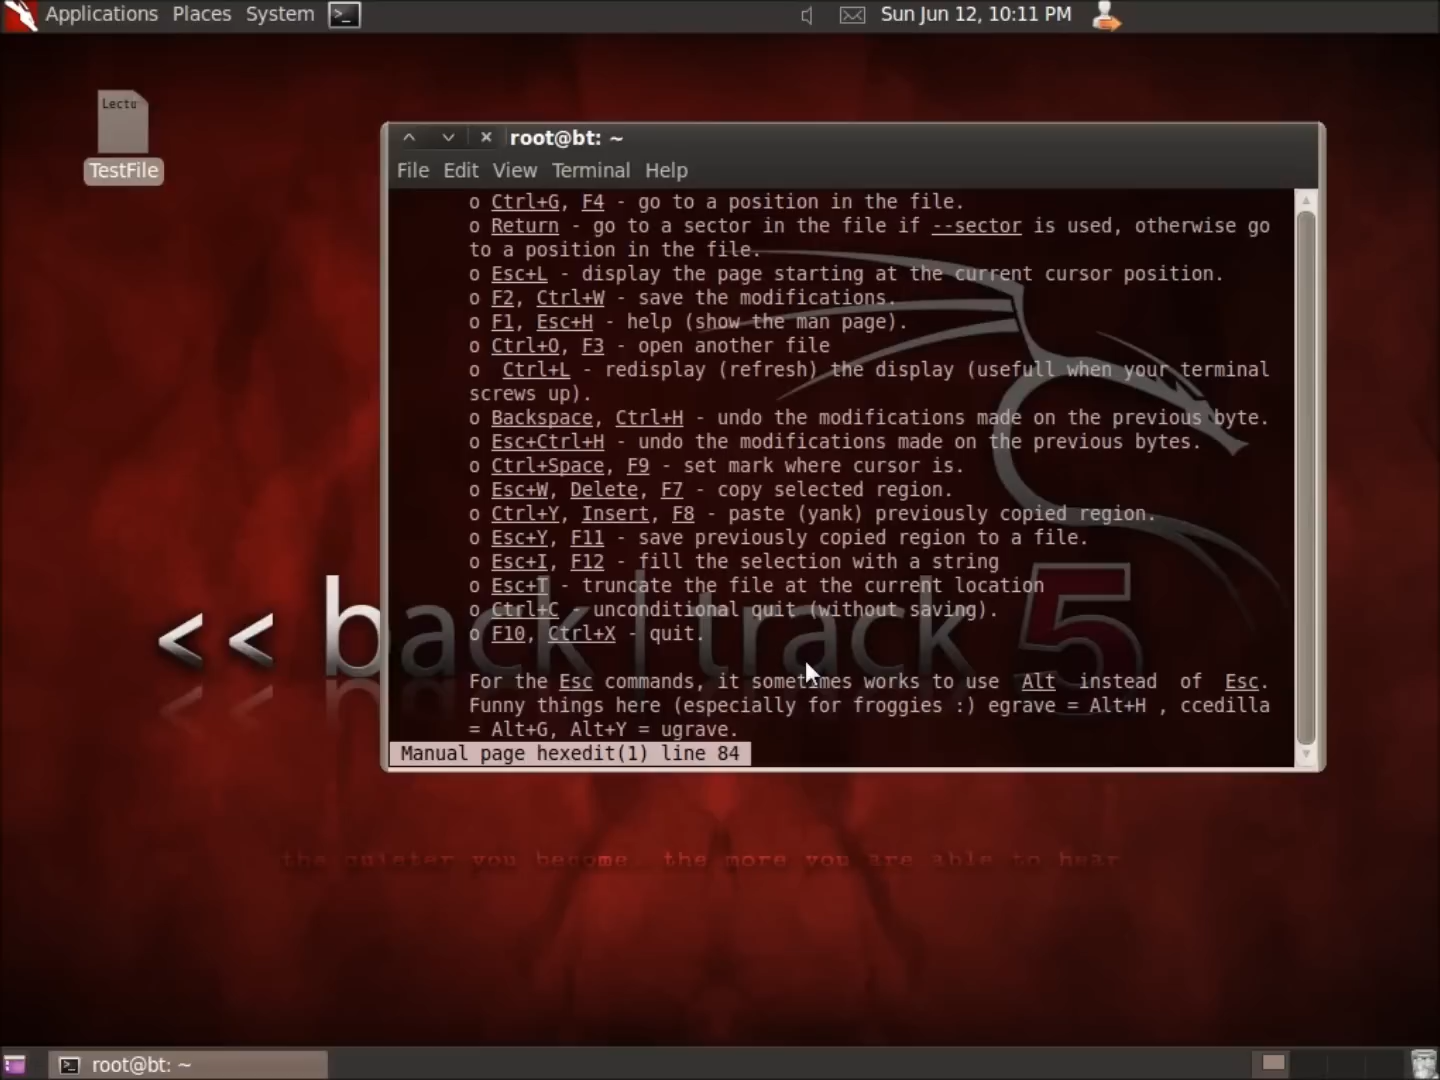 Applications Places System
Sun Jun 12, 10:11 PM
Lectu
TestFile
root@bt: ~
File Edit View Terminal Help
o Ctrl+G, F4 - go to a position in the file.
o Return - go to a sector in the file if --sector is used, otherwise go
to a position in the file.
o Esc+L - display the page starting at the current cursor position.
o F2, Ctrl+W - save the modifications.
o F1, Esc+H - help (show the man page).
o Ctrl+O, F3 - open another file
o Ctrl+L - redisplay (refresh) the display (usefull when your terminal
screws up).
o Backspace, Ctrl+H - undo the modifications made on the previous byte.
o Esc+Ctrl+H - undo the modifications made on the previous bytes.
o Ctrl+Space, F9 - set mark where cursor is.
o Esc+W, Delete, F7 - copy selected region.
o Ctrl+Y, Insert, F8 - paste (yank) previously copied region.
o Esc+Y, F11 - save previously copied region to a file.
o Esc+I, F12 - fill the selection with a string
o Esc+T - truncate the file at the current location
o Ctrl+C - unconditional quit (without saving).
o F10, Ctrl+X - quit.
For the Esc commands, it sometimes works to use Alt instead of Esc.
Funny things here (especially for froggies :) egrave = Alt+H , ccedilla
= Alt+G, Alt+Y = ugrave.
Manual page hexedit(1) line 84
<< back|track 5
the quieter you become, the more you are able to hear
root@bt: ~